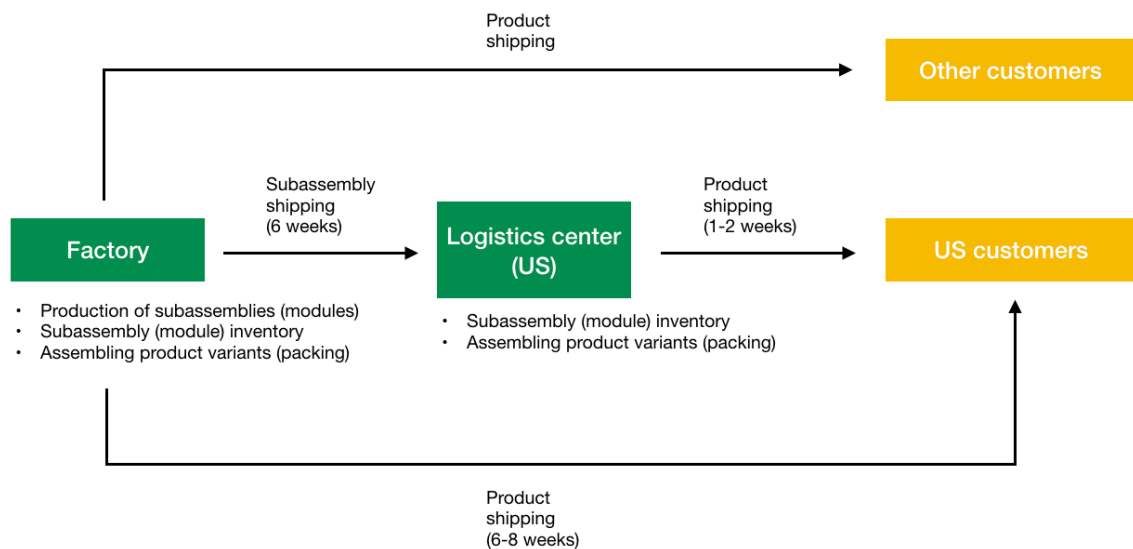 Product
shipping
Other customers
Subassembly
shipping
(6 weeks)
Product
shipping
(1-2 weeks)
Factory
Logistics center
(US)
US customers
• Production of subassemblies (modules)
• Subassembly (module) inventory
• Assembling product variants (packing)
• Subassembly (module) inventory
• Assembling product variants (packing)
Product
shipping
(6-8 weeks)